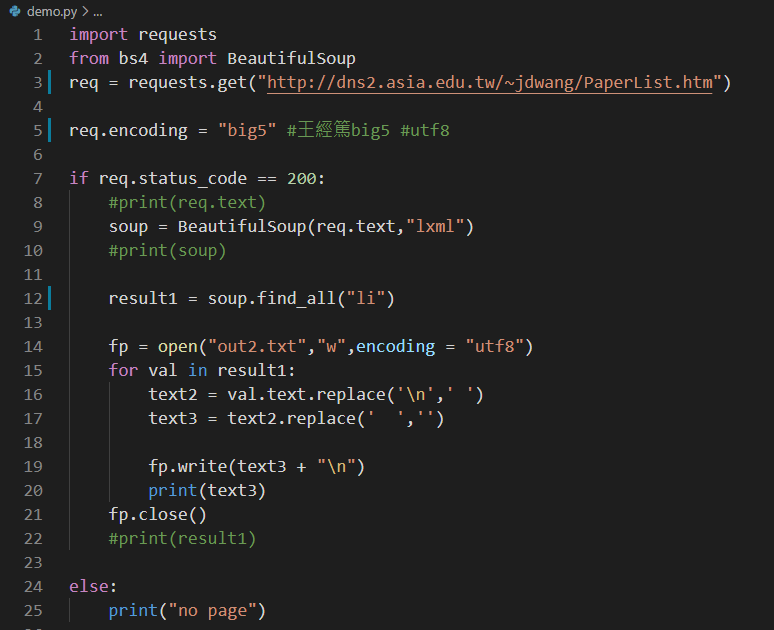 demo.py > ...
1 import requests
2 from bs4 import BeautifulSoup
3 req = requests.get("http://dns2.asia.edu.tw/~jdwang/PaperList.htm")
4
5 req.encoding = "big5" #王經篤big5 #utf8
6
7 if req.status_code == 200:
8     #print(req.text)
9     soup = BeautifulSoup(req.text,"lxml")
10     #print(soup)
11
12     result1 = soup.find_all("li")
13
14     fp = open("out2.txt","w",encoding = "utf8")
15     for val in result1:
16         text2 = val.text.replace('\n',' ')
17         text3 = text2.replace('  ','')
18
19         fp.write(text3 + "\n")
20         print(text3)
21     fp.close()
22     #print(result1)
23
24 else:
25     print("no page")